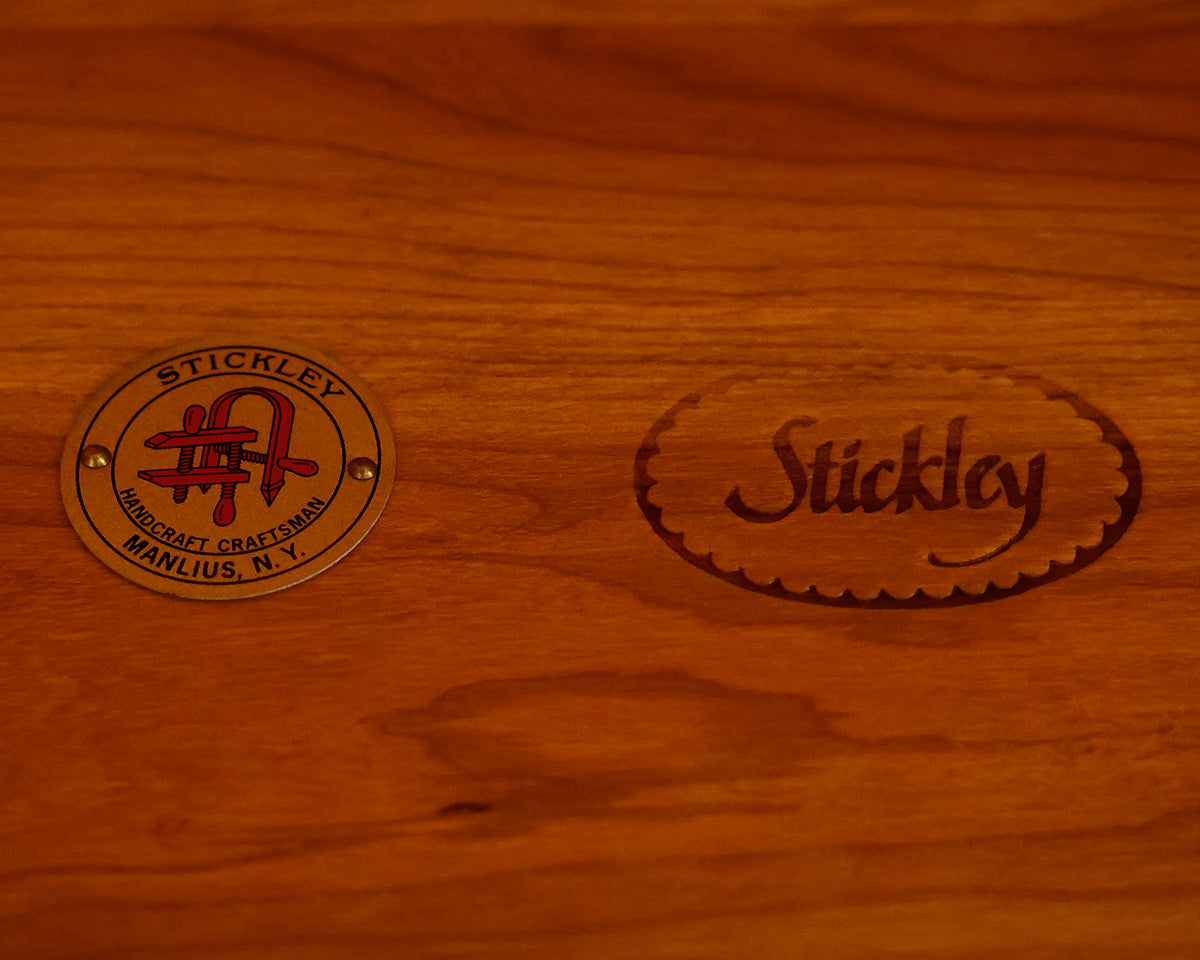 STICKLEY
HANDCRAFT CRAFTSMAN
MANLIUS, N. Y.
Stickley